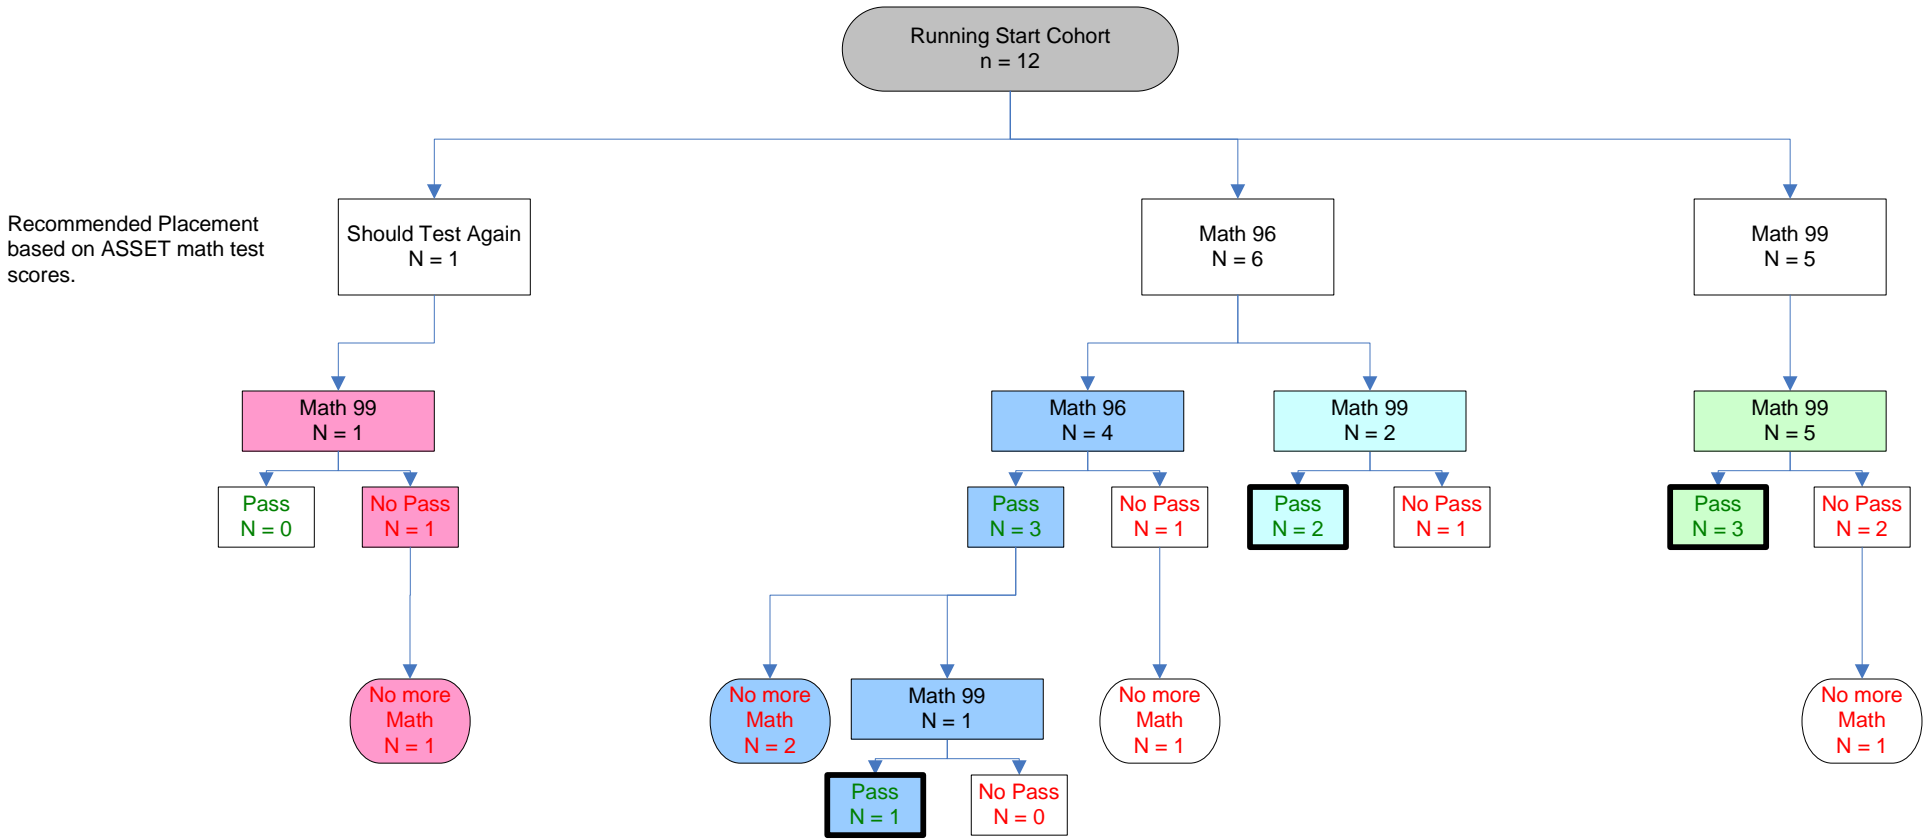 Running Start Cohort
n = 12
Recommended Placement
based on ASSET math test
scores.
Should Test Again
N = 1
Math 96
N = 6
Math 99
N = 5
Math 99
N = 1
Math 96
N = 4
Math 99
N = 2
Math 99
N = 5
Pass
N = 0
No Pass
N = 1
Pass
N = 3
No Pass
N = 1
Pass
N = 2
No Pass
N = 1
Pass
N = 3
No Pass
N = 2
No more
Math
N = 1
No more
Math
N = 2
Math 99
N = 1
No more
Math
N = 1
No more
Math
N = 1
Pass
N = 1
No Pass
N = 0